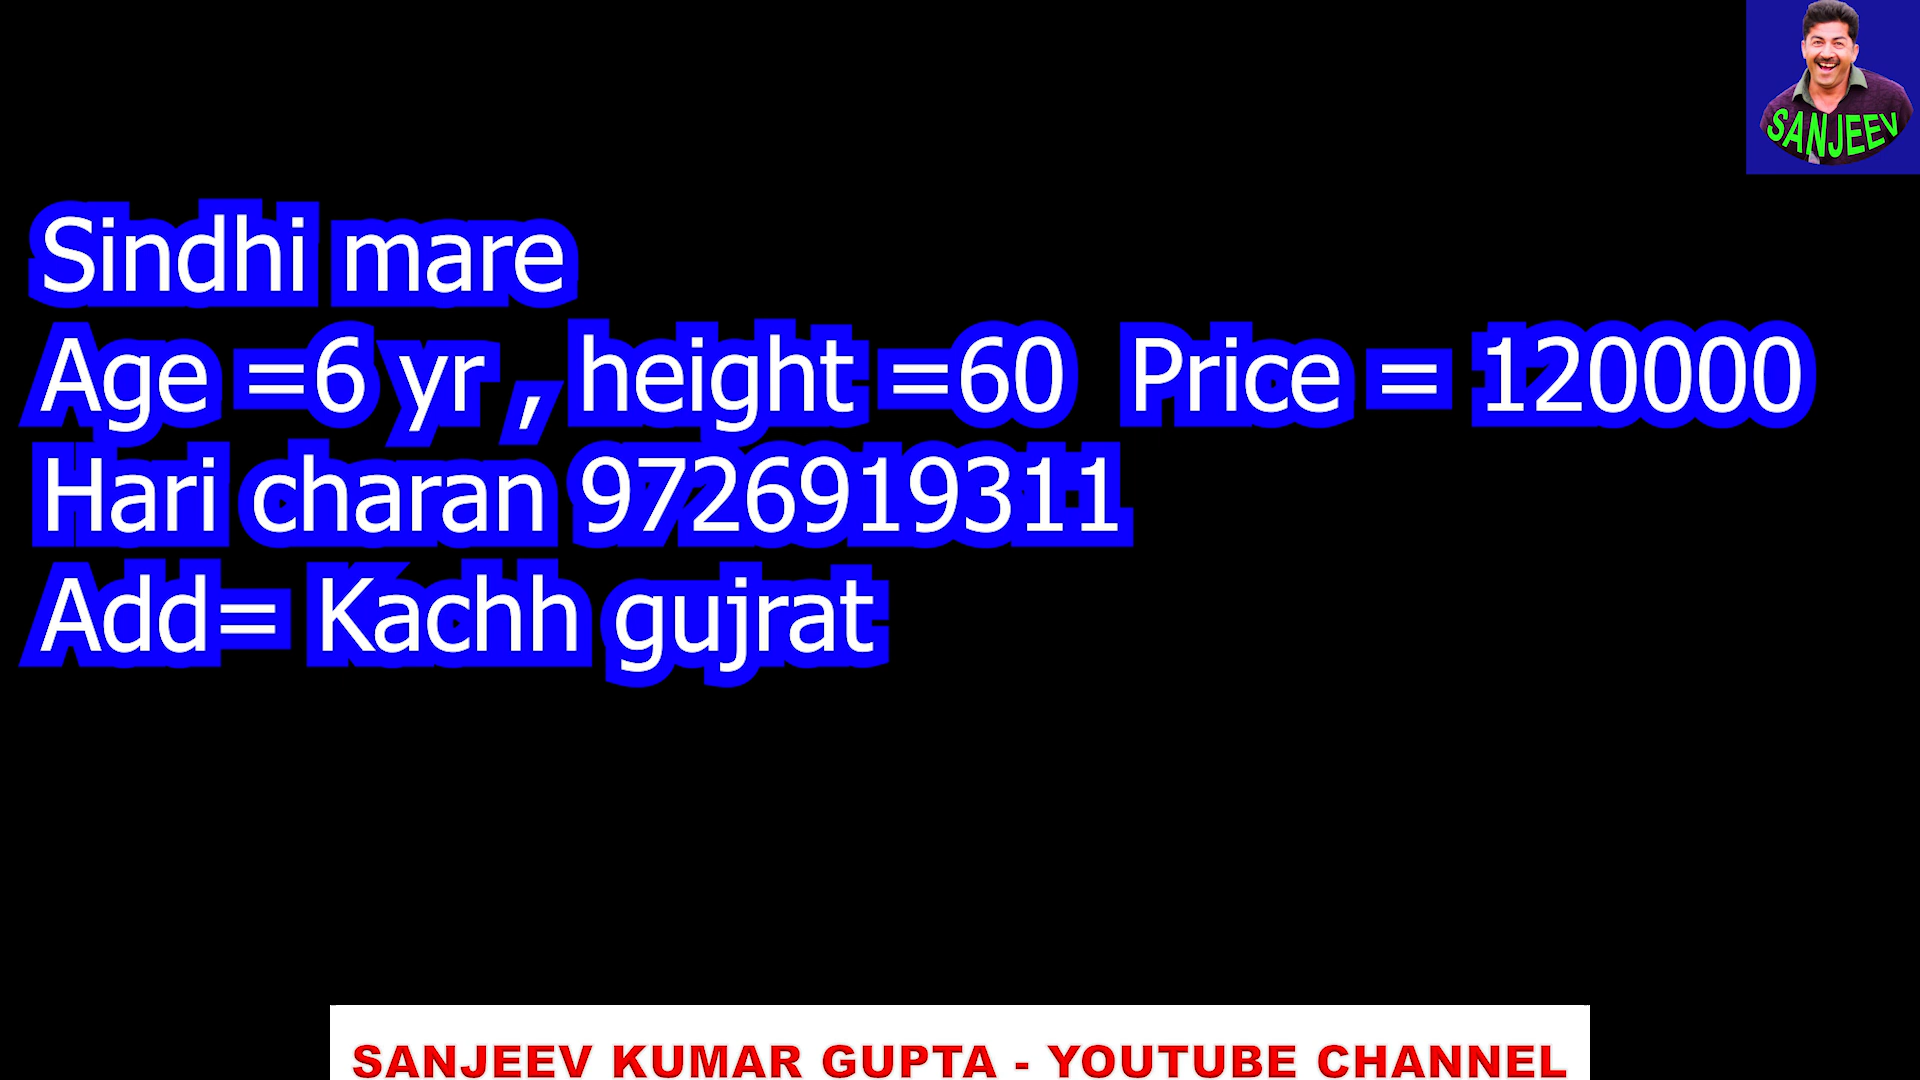 SANJEEV
Sindhi mare
Age =6 yr , height =60  Price = 120000
Hari charan 9726919311
Add= Kachh gujrat
SANJEEV KUMAR GUPTA - YOUTUBE CHANNEL